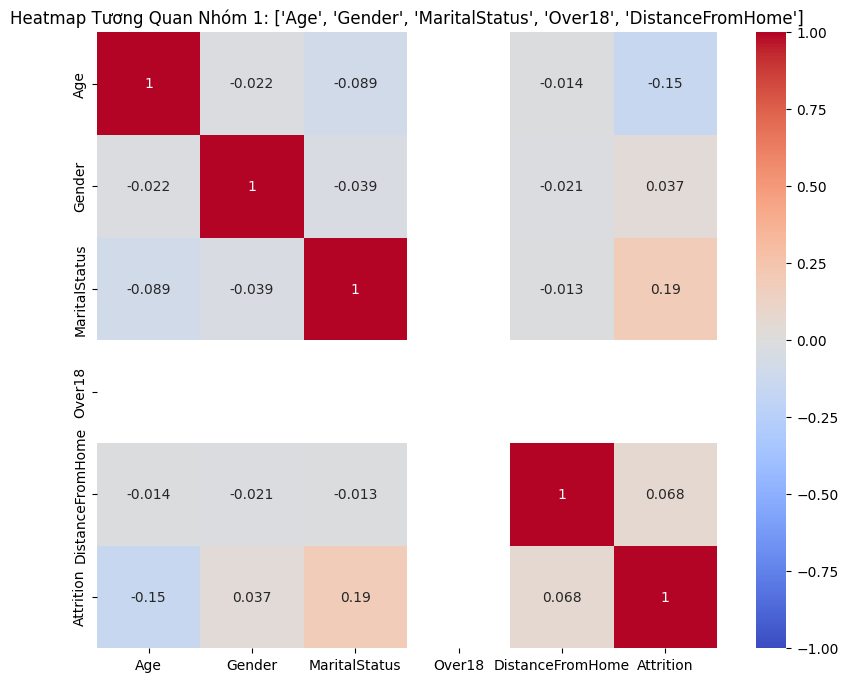 Heatmap Tương Quan Nhóm 1: ['Age', 'Gender', 'MaritalStatus', 'Over18', 'DistanceFromHome']
Age
1
-0.022
-0.089
-0.014
-0.15
Gender
-0.022
1
-0.039
-0.021
0.037
MaritalStatus
-0.089
-0.039
1
-0.013
0.19
Over18
DistanceFromHome
-0.014
-0.021
-0.013
1
0.068
Attrition
-0.15
0.037
0.19
0.068
1
Age
Gender
MaritalStatus
Over18
DistanceFromHome
Attrition
1.00
0.75
0.50
0.25
0.00
−0.25
−0.50
−0.75
−1.00